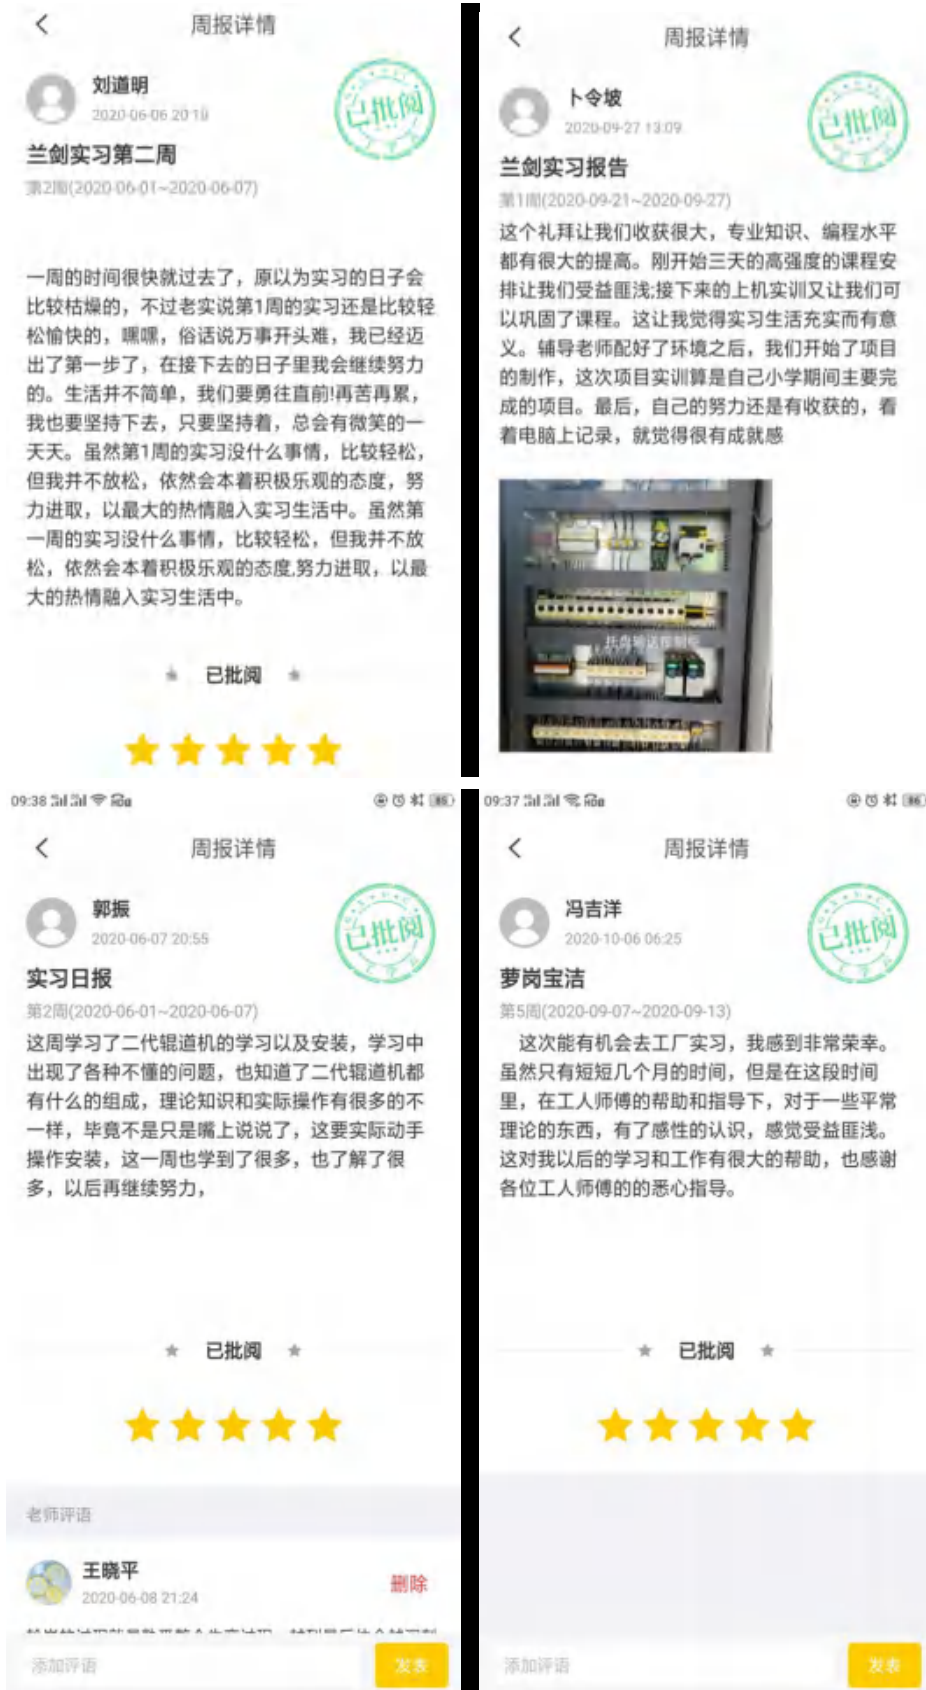 周报详情
刘道明
2020-06-06 20:19
已批阅
兰剑实习第二周
第2周(2020-06-01~2020-06-07)
一周的时间很快就过去了，原以为实习的日子会
比较枯燥的，不过老实说第1周的实习还是比较轻
松愉快的，嘿嘿，俗话说万事开头难，我已经迈
出了第一步了，在接下去的日子里我会继续努力
的。生活并不简单，我们要勇往直前!再苦再累，
我也要坚持下去，只要坚持着，总会有微笑的一
天天。虽然第1周的实习没什么事情，比较轻松，
但我并不放松，依然会本着积极乐观的态度，努
力进取，以最大的热情融入实习生活中。虽然第
一周的实习没什么事情，比较轻松，但我并不放
松，依然会本着积极乐观的态度,努力进取，以最
大的热情融入实习生活中。
已批阅
周报详情
卜令坡
2020-09-27 13:09
已批阅
兰剑实习报告
第1周(2020-09-21~2020-09-27)
这个礼拜让我们收获很大，专业知识、编程水平
都有很大的提高。刚开始三天的高强度的课程安
排让我们受益匪浅;接下来的上机实训又让我们可
以巩固了课程。这让我觉得实习生活充实而有意
义。辅导老师配好了环境之后，我们开始了项目
的制作，这次项目实训算是自己小学期间主要完
成的项目。最后，自己的努力还是有收获的，看
着电脑上记录，就觉得很有成就感
托盘输送控制柜
09:38
85
周报详情
郭振
2020-06-07 20:55
已批阅
实习日报
第2周(2020-06-01~2020-06-07)
这周学习了二代辊道机的学习以及安装，学习中
出现了各种不懂的问题，也知道了二代辊道机都
有什么的组成，理论知识和实际操作有很多的不
一样，毕竟不是只是嘴上说说了，这要实际动手
操作安装，这一周也学到了很多，也了解了很
多，以后再继续努力，
已批阅
老师评语
王晓平
2020-06-08 21:24
删除
添加评语
发表
09:37
86
周报详情
冯吉洋
2020-10-06 06:25
已批阅
萝岗宝洁
第5周(2020-09-07~2020-09-13)
这次能有机会去工厂实习，我感到非常荣幸。
虽然只有短短几个月的时间，但是在这段时间
里，在工人师傅的帮助和指导下，对于一些平常
理论的东西，有了感性的认识，感觉受益匪浅。
这对我以后的学习和工作有很大的帮助，也感谢
各位工人师傅的的悉心指导。
已批阅
添加评语
发表